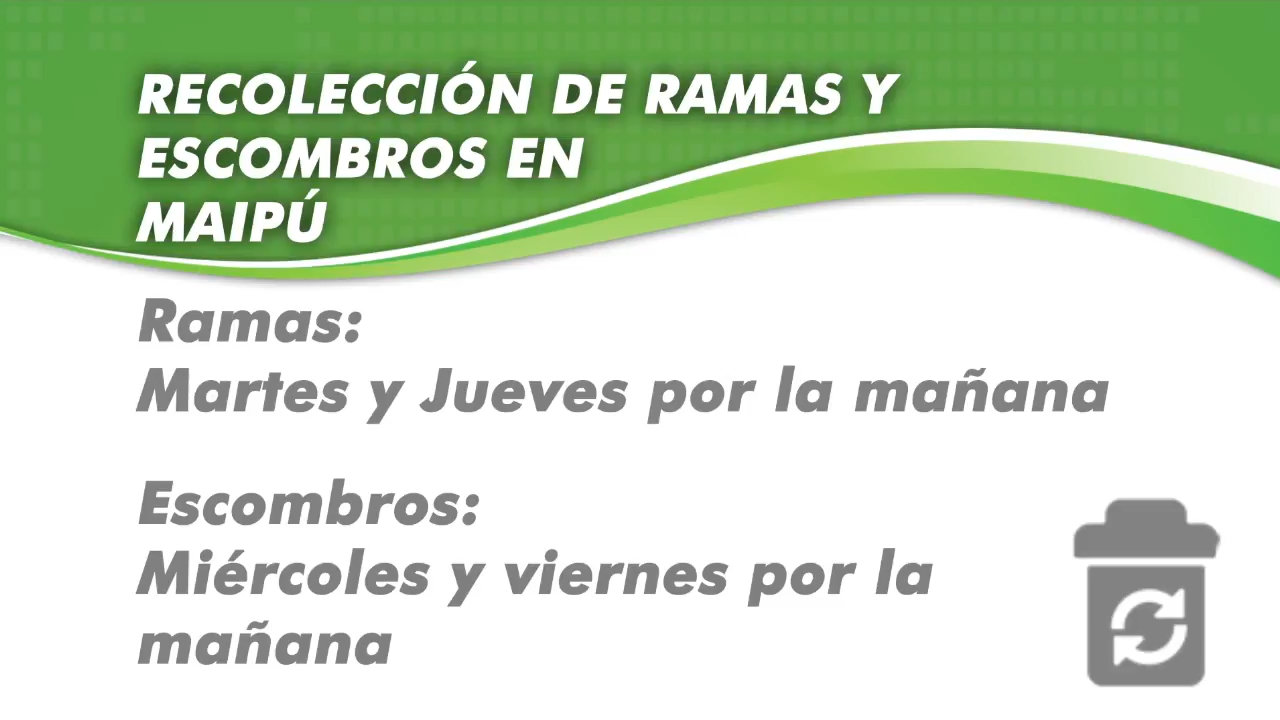 RECOLECCIÓN DE RAMAS Y
ESCOMBROS EN
MAIPÚ
Ramas:
Martes y Jueves por la mañana
Escombros:
Miércoles y viernes por la
mañana